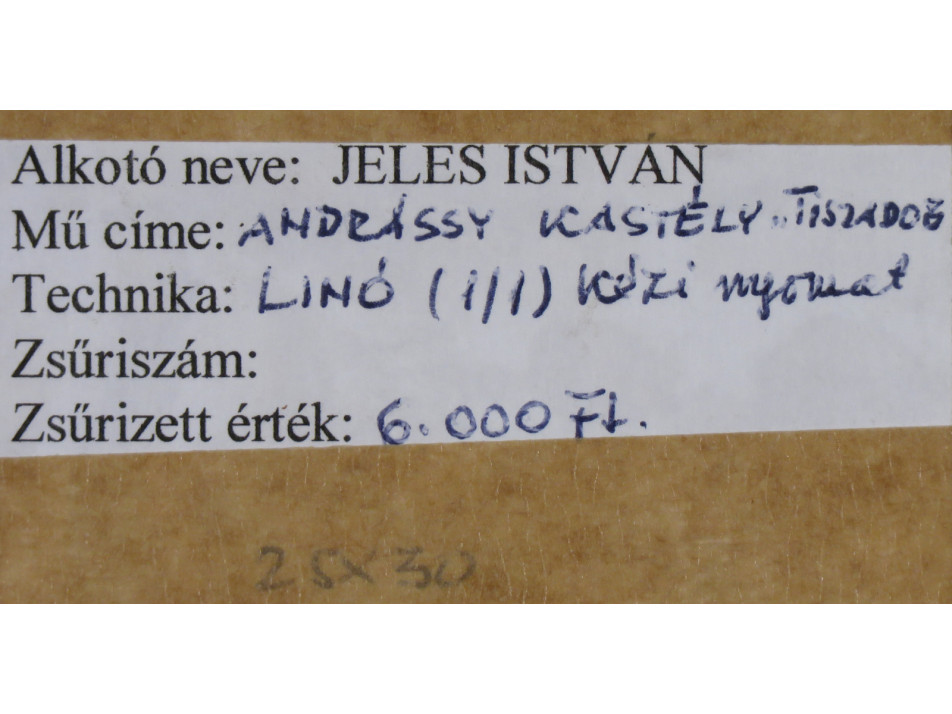 Alkotó neve: JELES ISTVÁN
Mű címe: ANDRÁSSY KASTÉLY TISZADOB
Technika: LINÓ (1/1) Kézi nyomat
Zsűriszám:
Zsűrizett érték: 6.000 Ft.
25x30